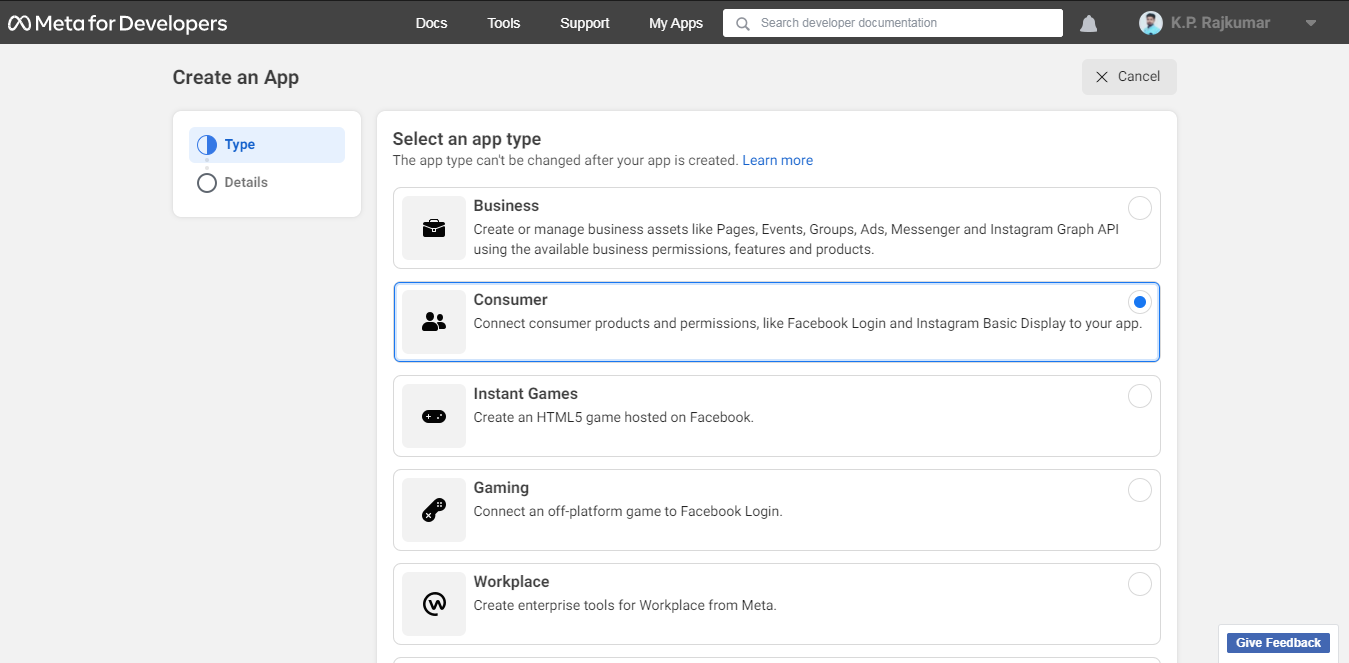 Meta for Developers
Docs
Tools
Support
My Apps
Search developer documentation
K.P. Rajkumar
Create an App
Cancel
Type
Details
Select an app type
The app type can't be changed after your app is created. Learn more
Business
Create or manage business assets like Pages, Events, Groups, Ads, Messenger and Instagram Graph API
using the available business permissions, features and products.
Consumer
Connect consumer products and permissions, like Facebook Login and Instagram Basic Display to your app.
Instant Games
Create an HTML5 game hosted on Facebook.
Gaming
Connect an off-platform game to Facebook Login.
Workplace
Create enterprise tools for Workplace from Meta.
Give Feedback